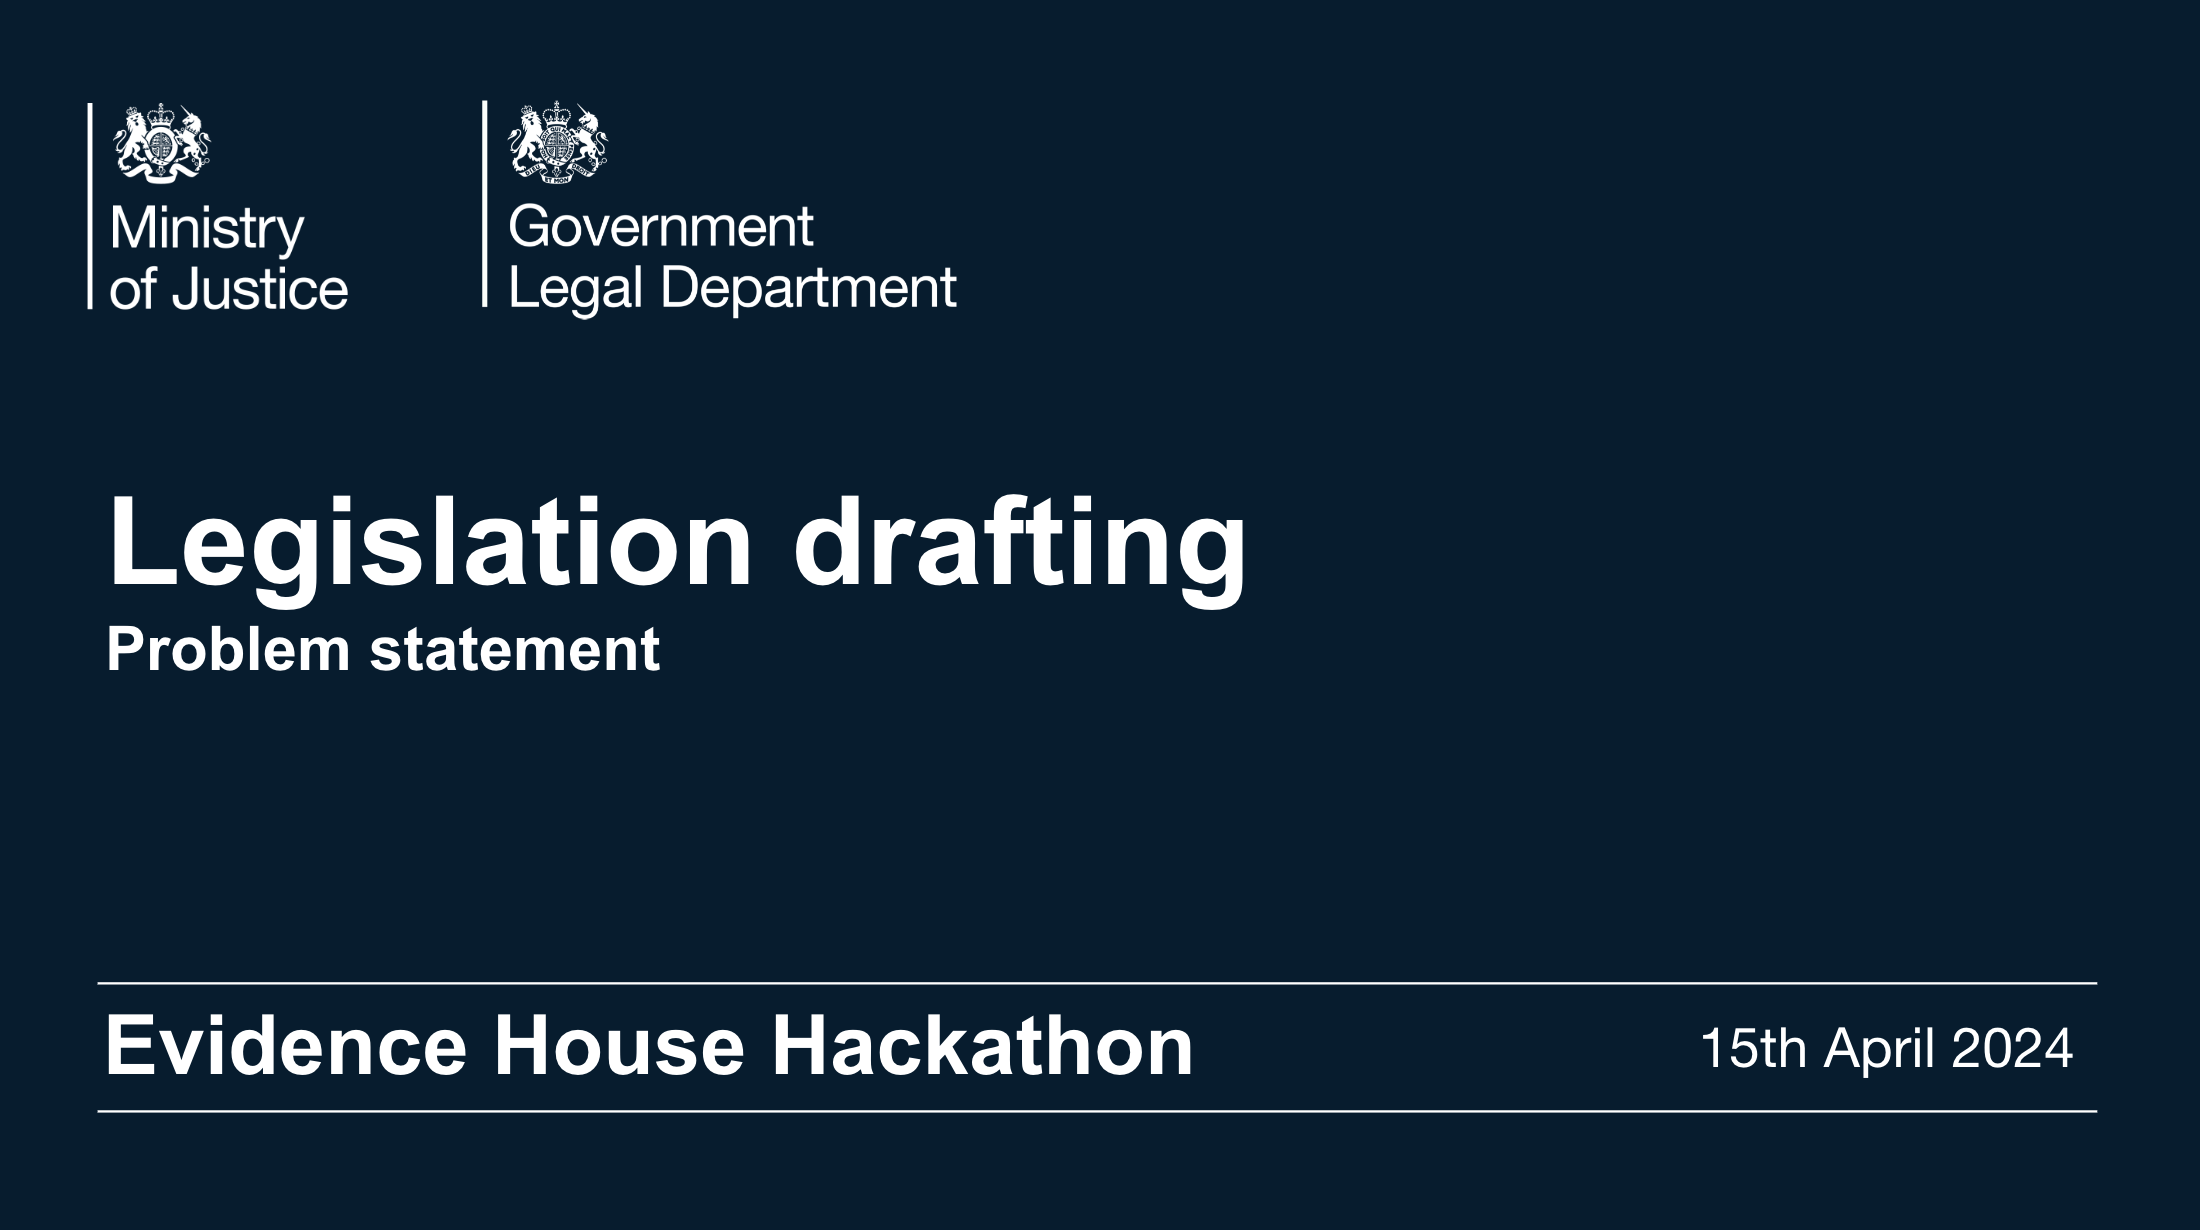 Ministry
of Justice
Government
Legal Department
Legislation drafting
Problem statement
Evidence House Hackathon
15th April 2024